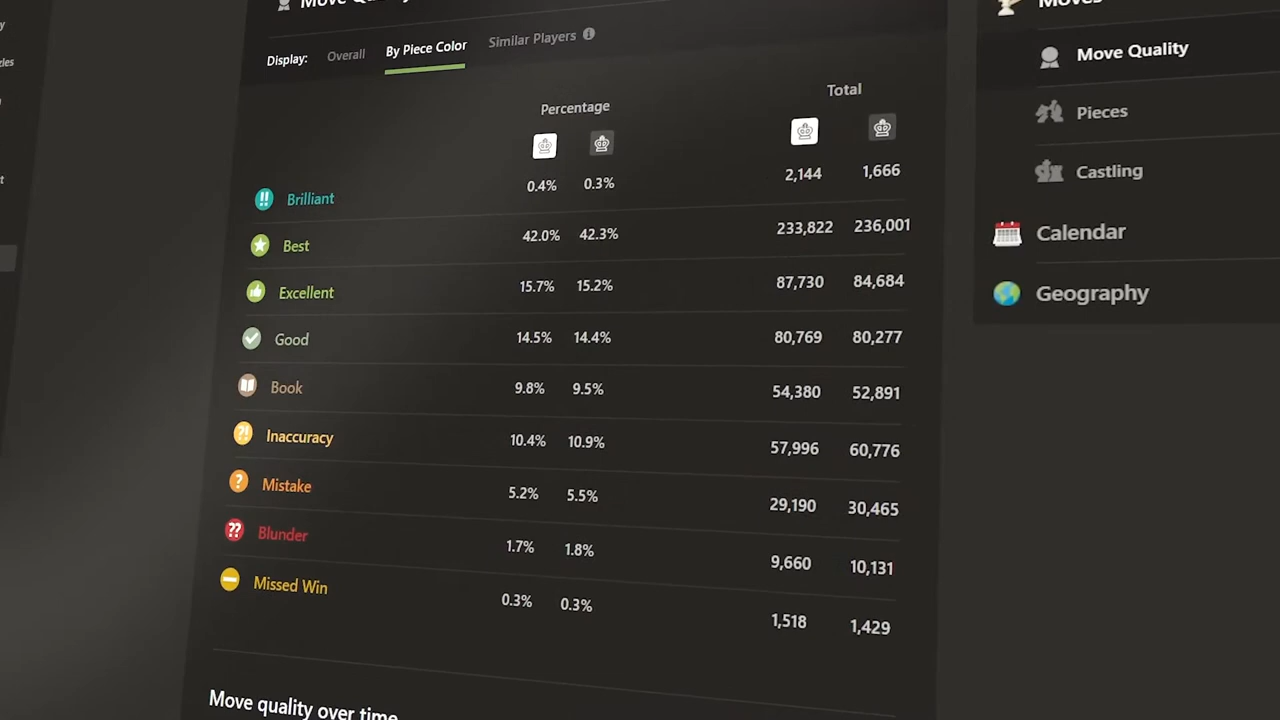 Display: Overall By Piece Color Similar Players
Percentage Total
Brilliant 0.4% 0.3% 2,144 1,666
Best 42.0% 42.3% 233,822 236,001
Excellent 15.7% 15.2% 87,730 84,684
Good 14.5% 14.4% 80,769 80,277
Book 9.8% 9.5% 54,380 52,891
Inaccuracy 10.4% 10.9% 57,996 60,776
Mistake 5.2% 5.5% 29,190 30,465
Blunder 1.7% 1.8% 9,660 10,131
Missed Win 0.3% 0.3% 1,518 1,429
Move quality over time
Moves
Move Quality
Pieces
Castling
Calendar
Geography